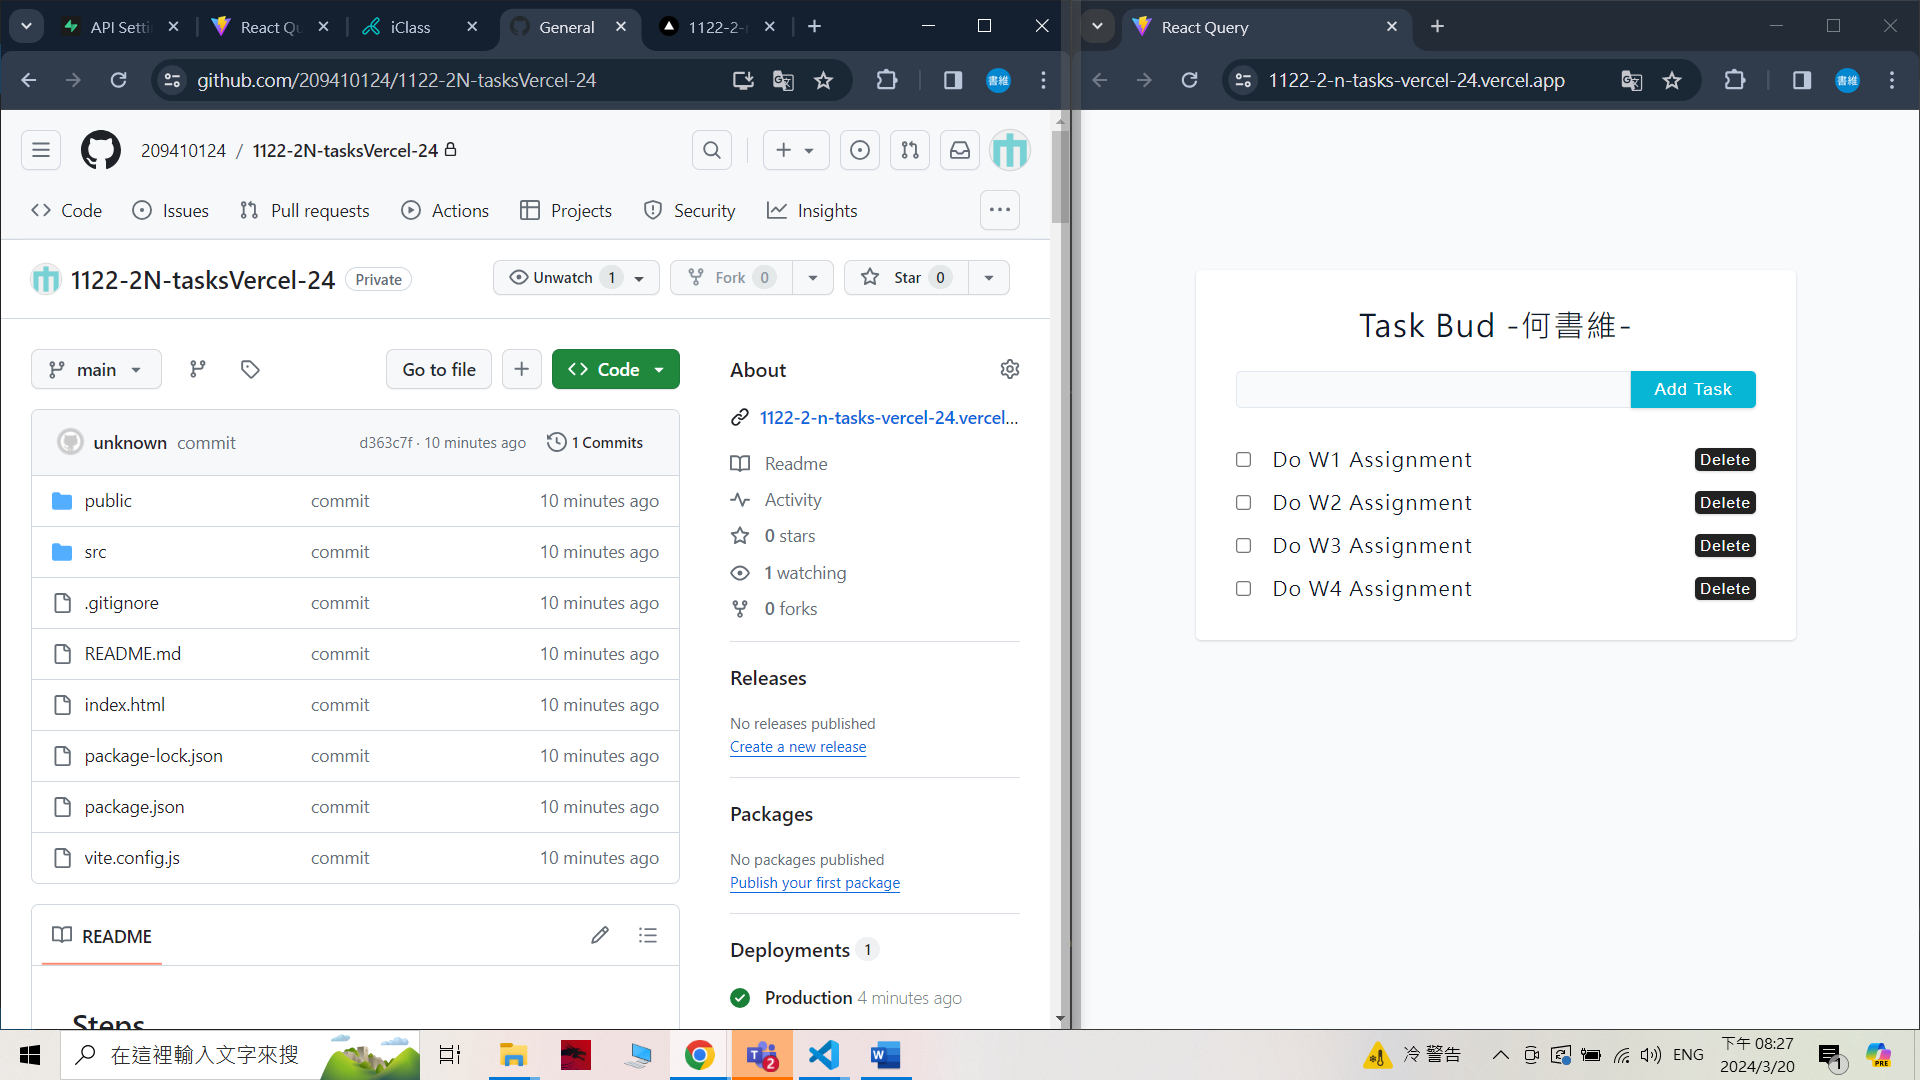 API Setti
React Qu
iClass
General
1122-2-
React Query
github.com/209410124/1122-2N-tasksVercel-24
書維
1122-2-n-tasks-vercel-24.vercel.app
書維
209410124 / 1122-2N-tasksVercel-24
Code Issues Pull requests Actions Projects Security Insights
1122-2N-tasksVercel-24 Private
Unwatch 1 Fork 0 Star 0
main Go to file Code
unknown commit d363c7f · 10 minutes ago 1 Commits
public commit 10 minutes ago
src commit 10 minutes ago
.gitignore commit 10 minutes ago
README.md commit 10 minutes ago
index.html commit 10 minutes ago
package-lock.json commit 10 minutes ago
package.json commit 10 minutes ago
vite.config.js commit 10 minutes ago
README
Steps
About
1122-2-n-tasks-vercel-24.vercel...
Readme
Activity
0 stars
1 watching
0 forks
Releases
No releases published
Create a new release
Packages
No packages published
Publish your first package
Deployments 1
Production 4 minutes ago
Task Bud -何書維-
Add Task
Do W1 Assignment Delete
Do W2 Assignment Delete
Do W3 Assignment Delete
Do W4 Assignment Delete
在這裡輸入文字來搜
2
冷 警告
ENG
下午 08:27
2024/3/20
1
PRE